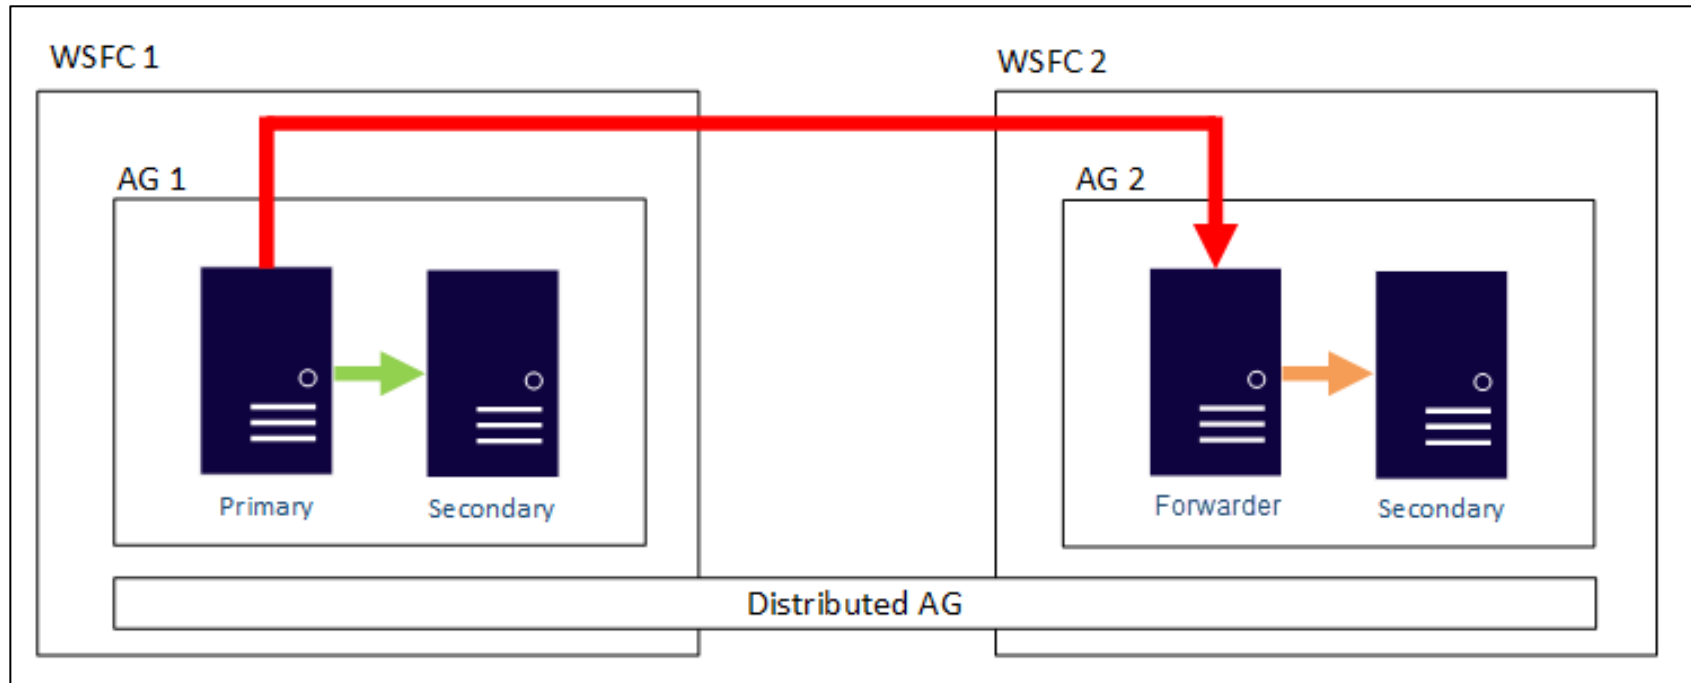 WSFC 1
WSFC 2
AG 1
AG 2
Primary
Secondary
Forwarder
Secondary
Distributed AG